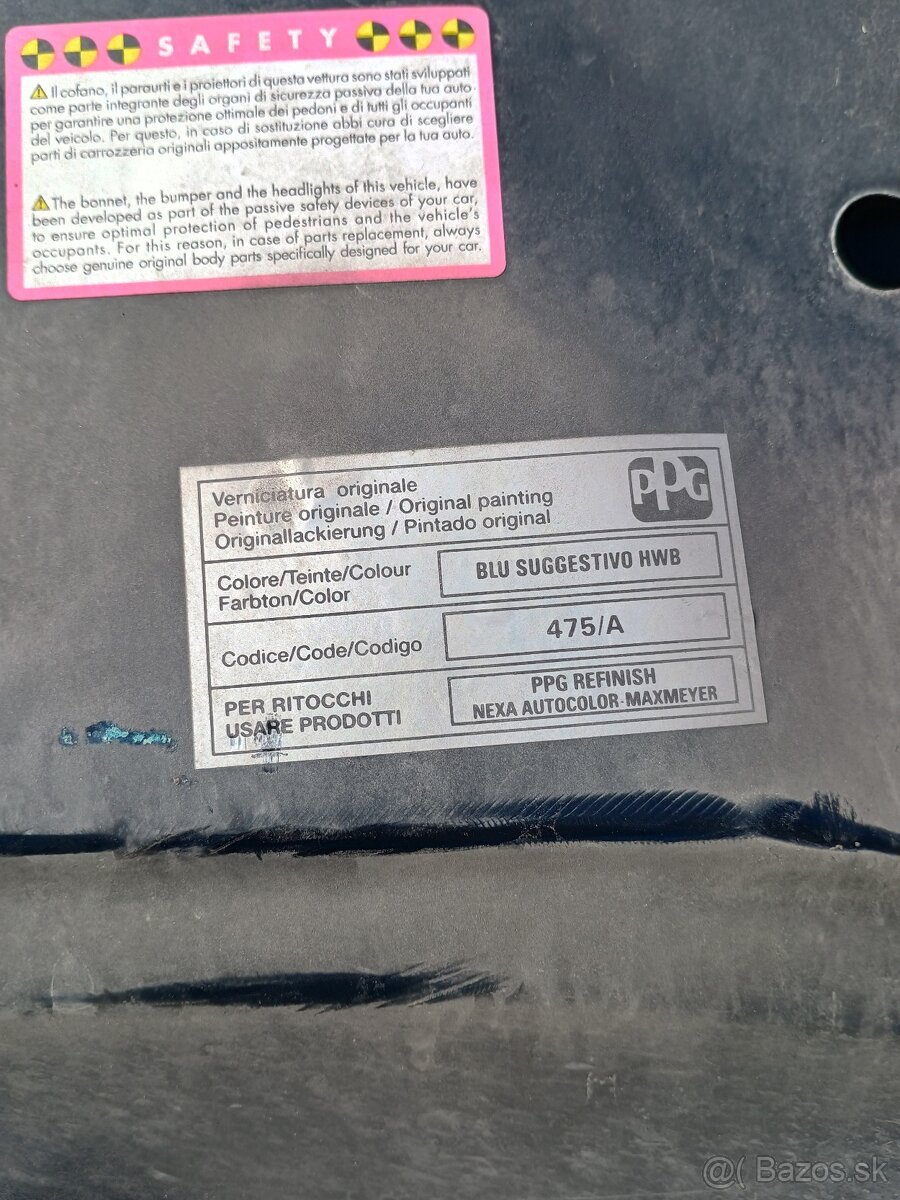 SAFETY
Il cofano, il paraurti e i proiettori di questa vettura sono stati sviluppati
come parte integrante degli organi di sicurezza passiva della tua auto
per garantire una protezione ottimale dei pedoni e di tutti gli occupanti
del veicolo. Per questo, in caso di sostituzione abbi cura di scegliere
parti di carrozzeria originali appositamente progettate per la tua auto.
The bonnet, the bumper and the headlights of this vehicle, have
been developed as part of the passive safety devices of your car,
to ensure optimal protection of pedestrians and the vehicle's
occupants. For this reason, in case of parts replacement, always
choose genuine original body parts specifically designed for your car.
Verniciatura originale
Peinture originale / Original painting
Originallackierung / Pintado original
PPG
Colore/Teinte/Colour
Farbton/Color
BLU SUGGESTIVO HWB
Codice/Code/Codigo
475/A
PER RITOCCHI
USARE PRODOTTI
PPG REFINISH
NEXA AUTOCOLOR-MAXMEYER
@( Bazos.sk